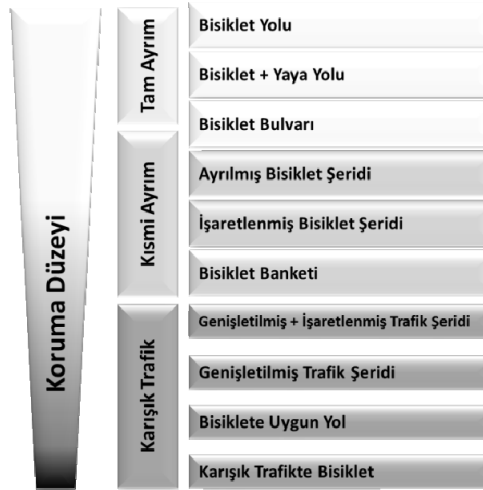 Koruma Düzeyi
Tam Ayrım
Bisiklet Yolu
Bisiklet + Yaya Yolu
Bisiklet Bulvarı
Kısmi Ayrım
Ayrılmış Bisiklet Şeridi
İşaretlenmiş Bisiklet Şeridi
Bisiklet Banketi
Karışık Trafik
Genişletilmiş + İşaretlenmiş Trafik Şeridi
Genişletilmiş Trafik Şeridi
Bisiklete Uygun Yol
Karışık Trafikte Bisiklet